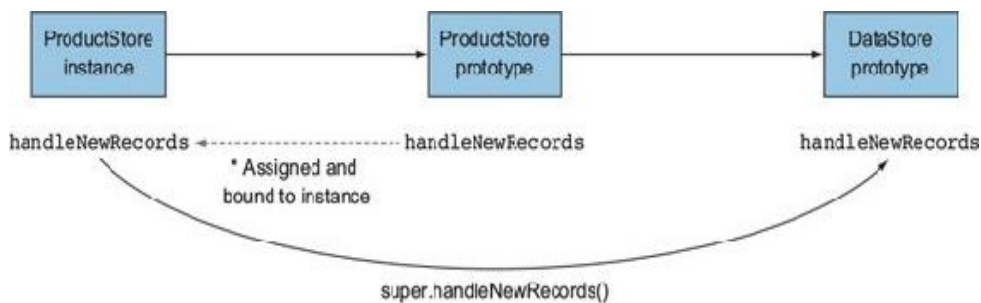 ProductStore
instance
ProductStore
prototype
DataStore
prototype
handleNewRecords
handleNewRecords
handleNewRecords
* Assigned and
bound to instance
super.handleNewRecords()